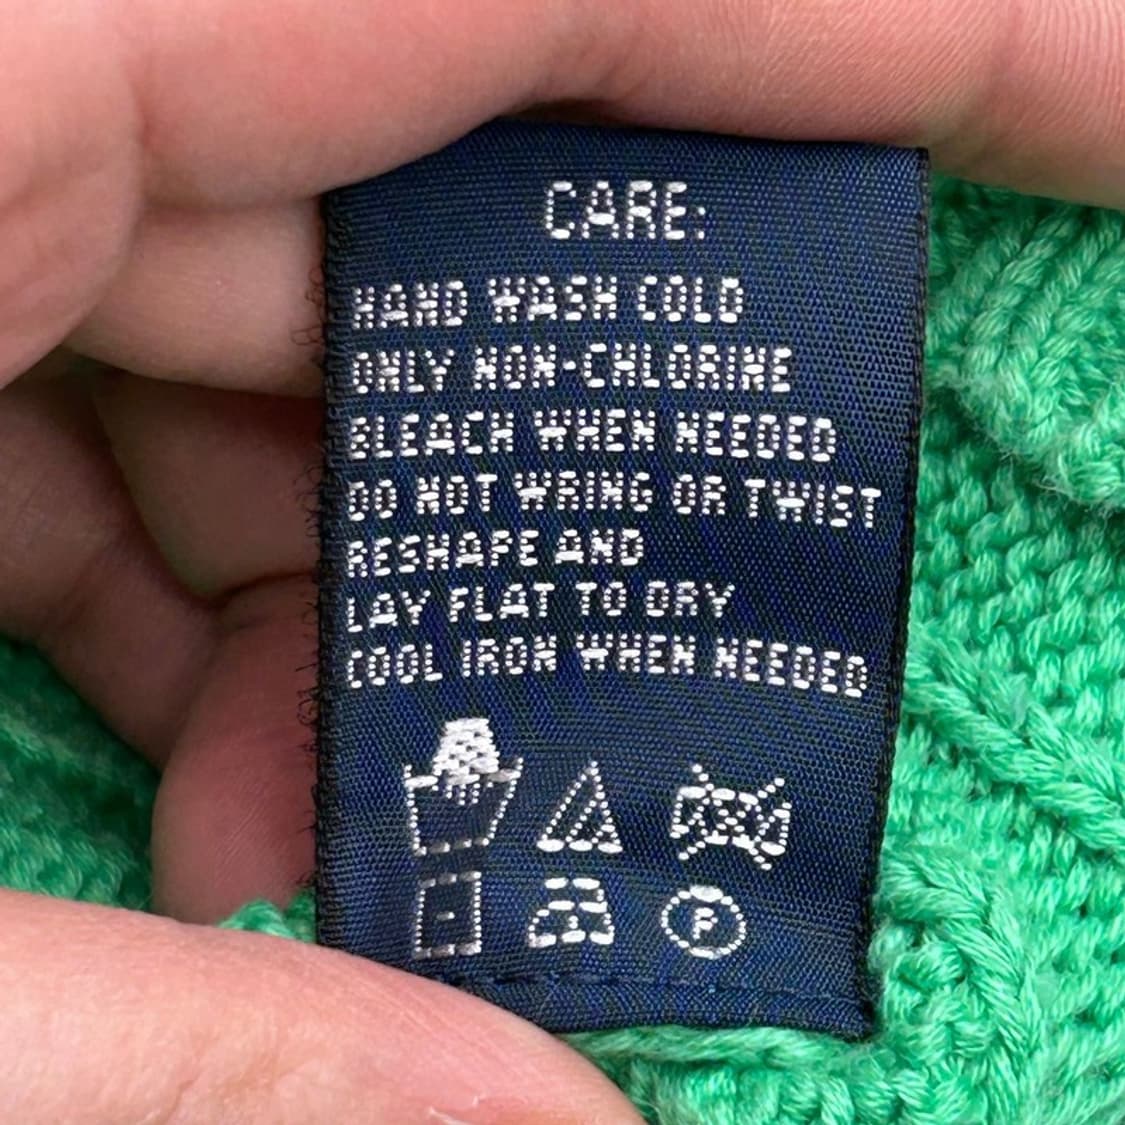 CARE:
HAND WASH COLD
ONLY NON-CHLORINE
BLEACH WHEN NEEDED
DO NOT WRING OR TWIST
RESHAPE AND
LAY FLAT TO DRY
COOL IRON WHEN NEEDED
F